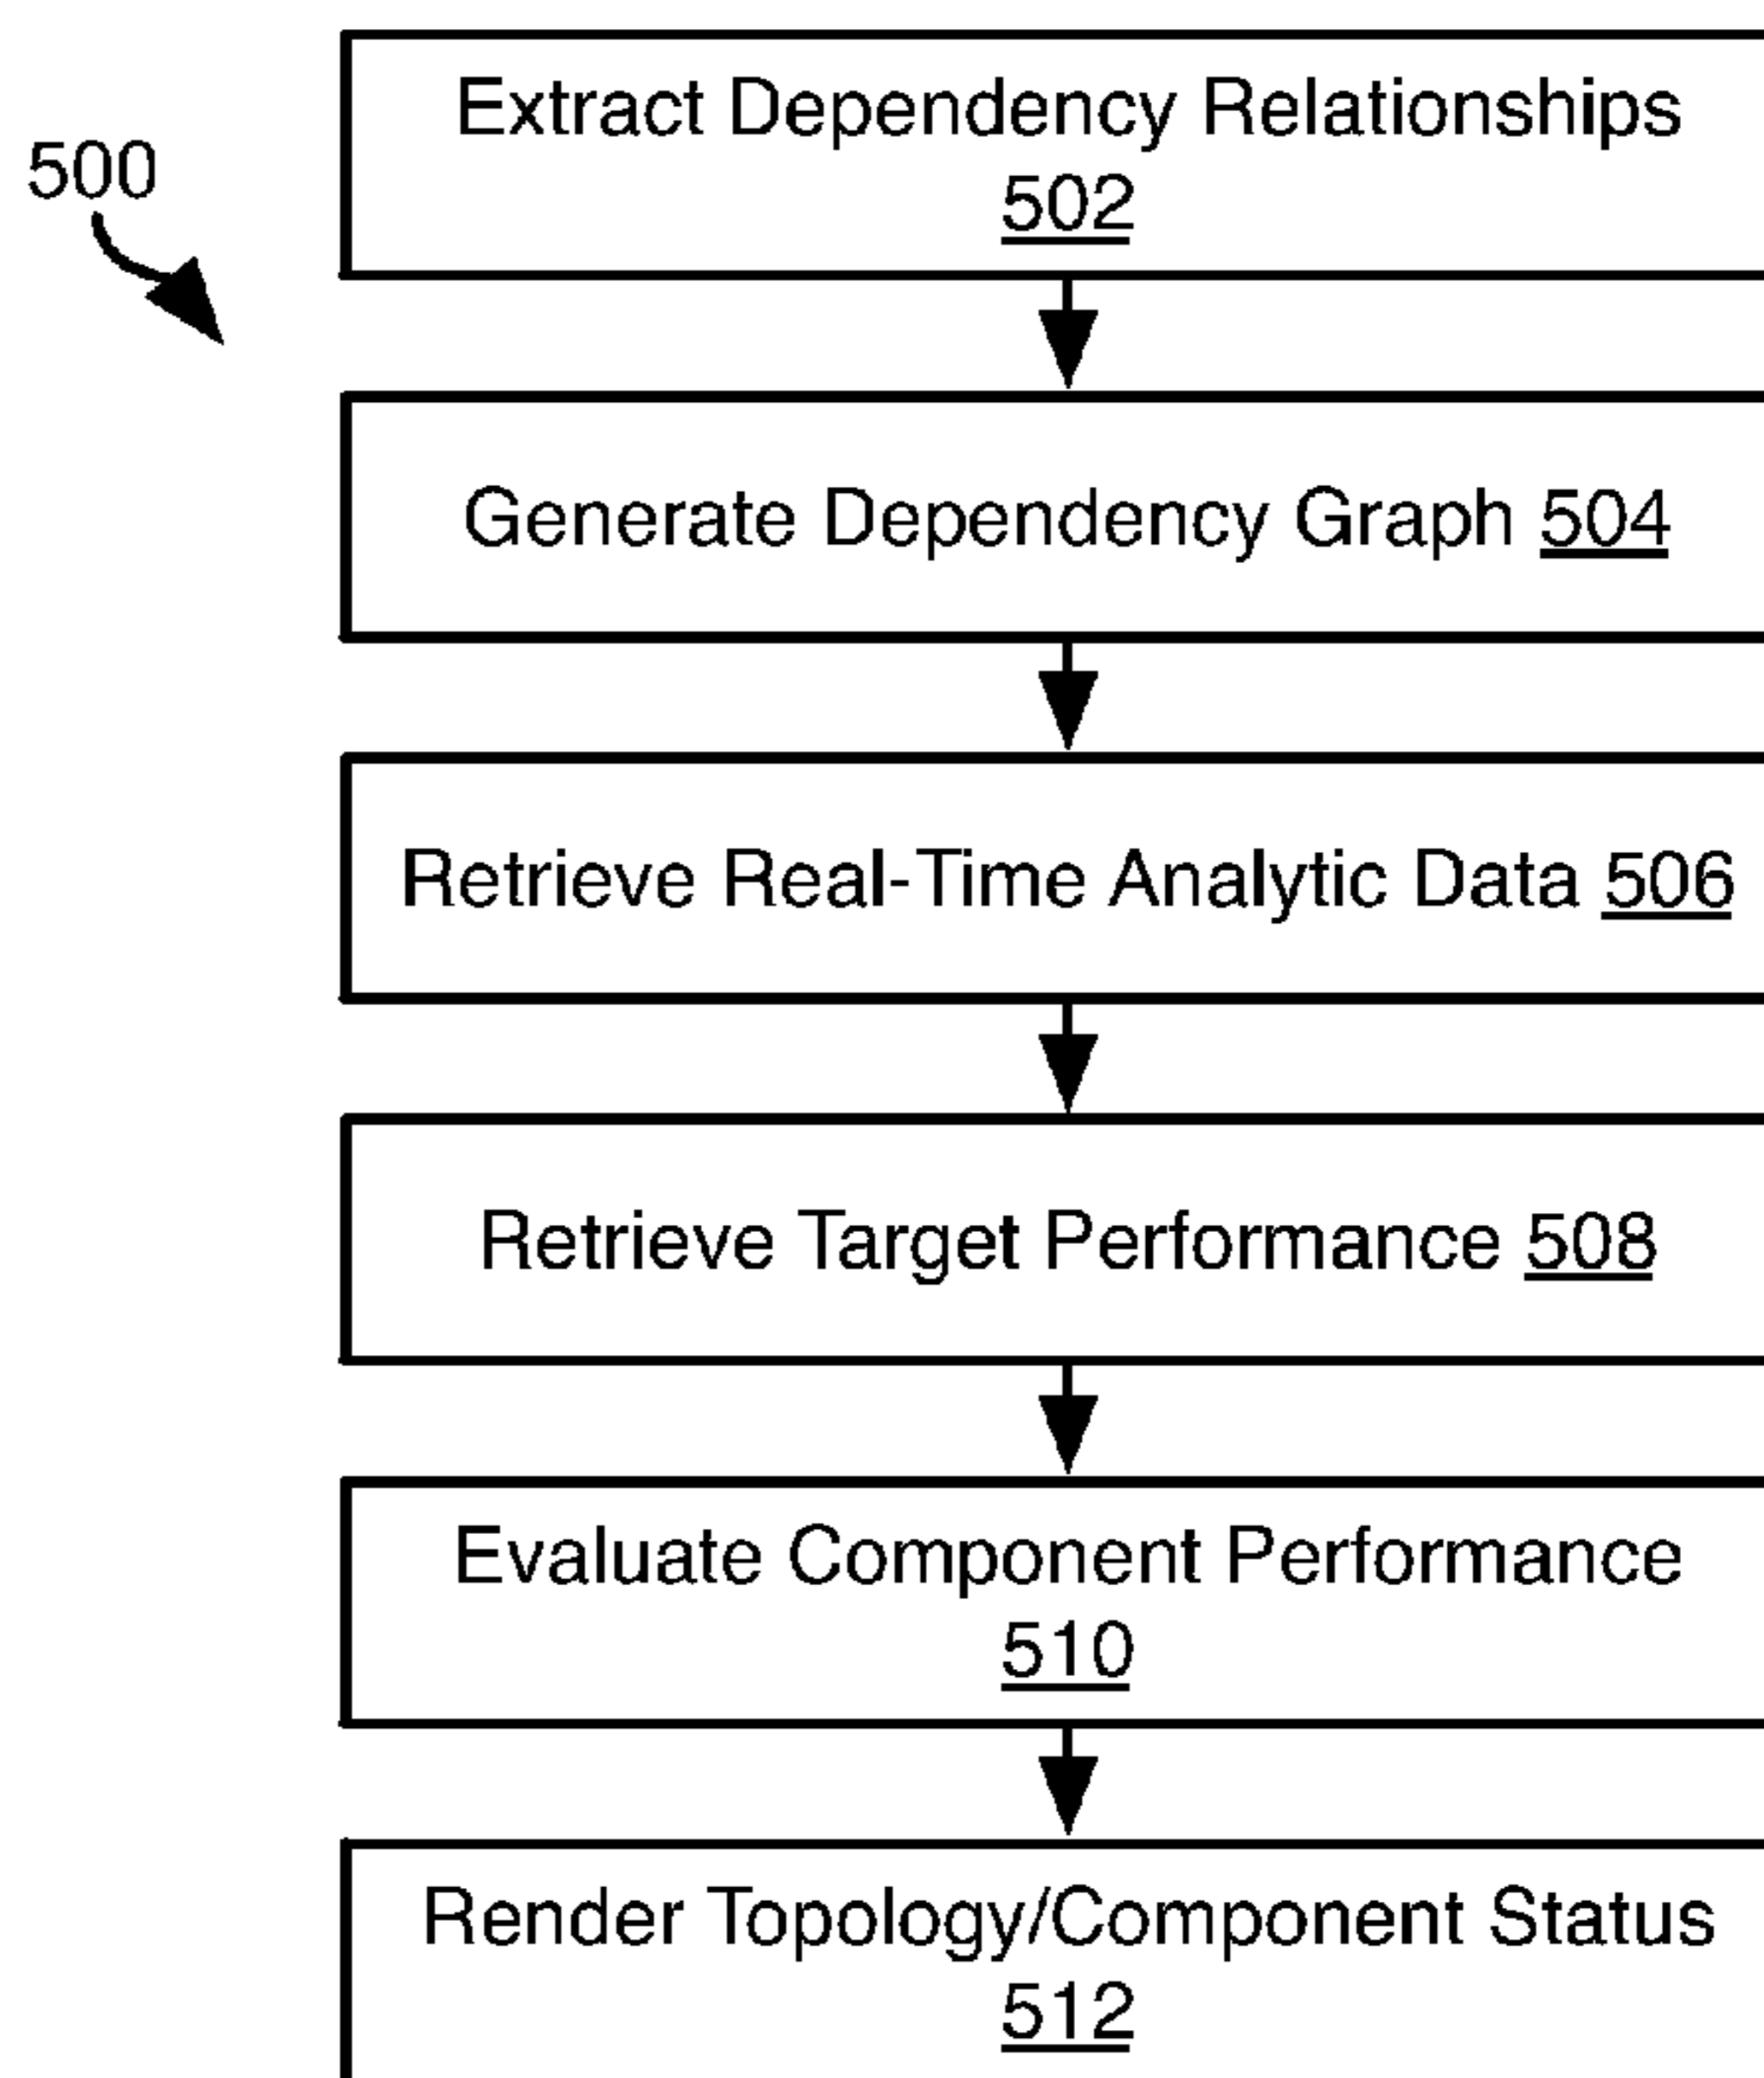 Extract Dependency Relationships
502
500
Generate Dependency Graph 504
Retrieve Real-Time Analytic Data 506
Retrieve Target Performance 508
Evaluate Component Performance
510
Render Topology/Component Status
512